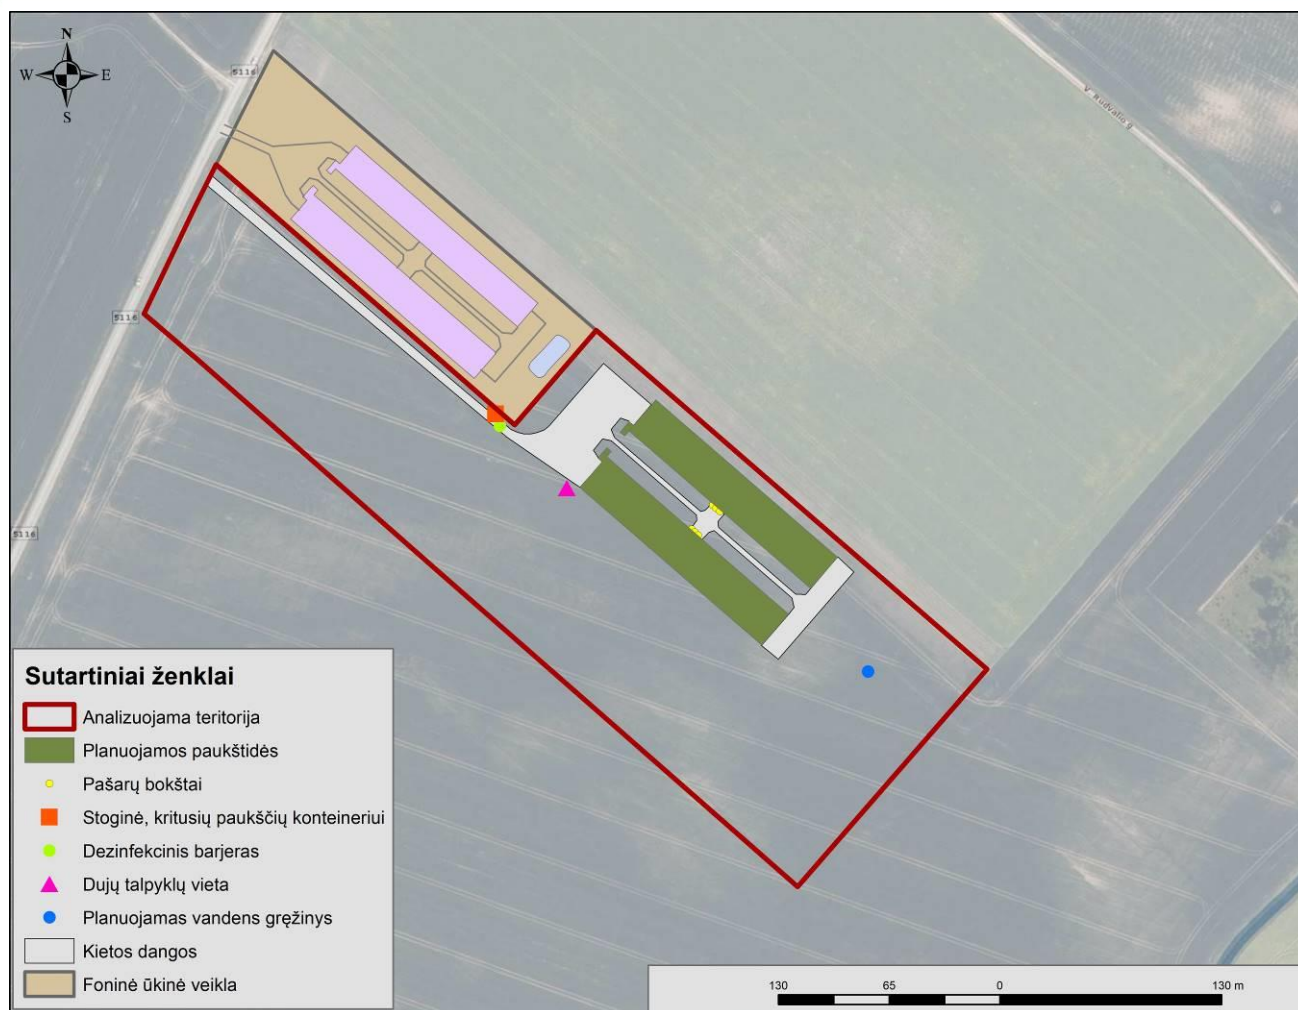 N
W E
S
5116
V. Rudvalio g.
5116
5116
Sutartiniai ženklai
Analizuojama teritorija
Planuojamos paukštidės
Pašarų bokštai
Stoginė, kritusių paukščių konteineriui
Dezinfekcinis barjeras
Dujų talpyklų vieta
Planuojamas vandens gręžinys
Kietos dangos
Foninė ūkinė veikla
130 65 0 130 m